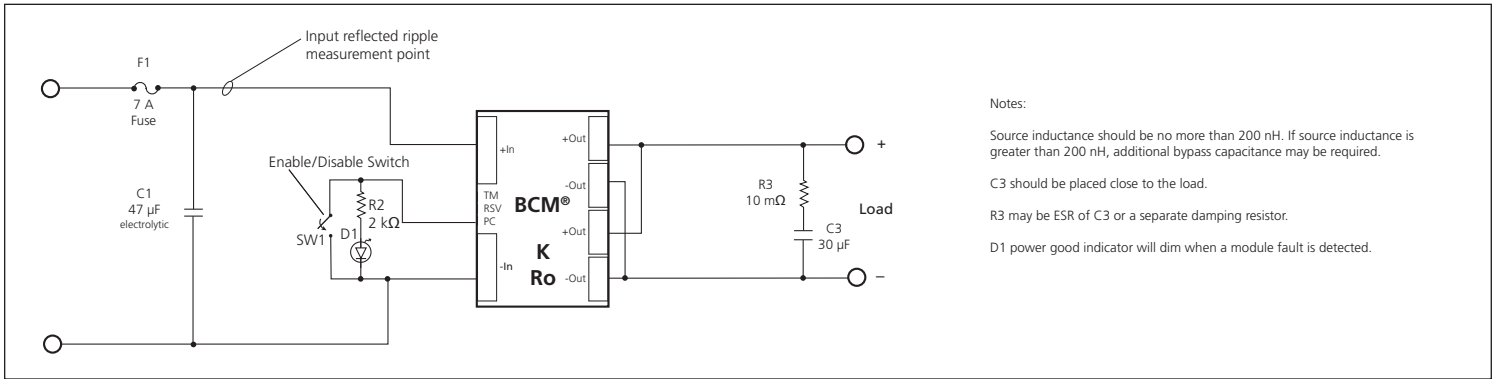 Input reflected ripple
measurement point
F1
7 A
Fuse
C1
47 µF
electrolytic
Enable/Disable Switch
SW1
R2
2 kΩ
D1
+In
TM
RSV
PC
-In
BCM®
K
Ro
+Out
-Out
+Out
-Out
R3
10 mΩ
C3
30 µF
+
Load
–
Notes:
Source inductance should be no more than 200 nH. If source inductance is
greater than 200 nH, additional bypass capacitance may be required.
C3 should be placed close to the load.
R3 may be ESR of C3 or a separate damping resistor.
D1 power good indicator will dim when a module fault is detected.